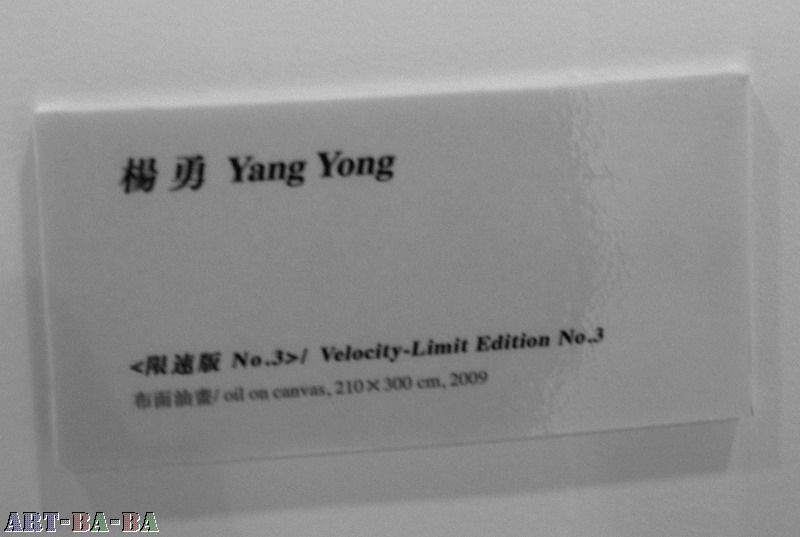 楊 勇 Yang Yong
<限速版 No.3>/ Velocity-Limit Edition No.3
布面油畫/ oil on canvas, 210×300 cm, 2009
ART-BA-BA